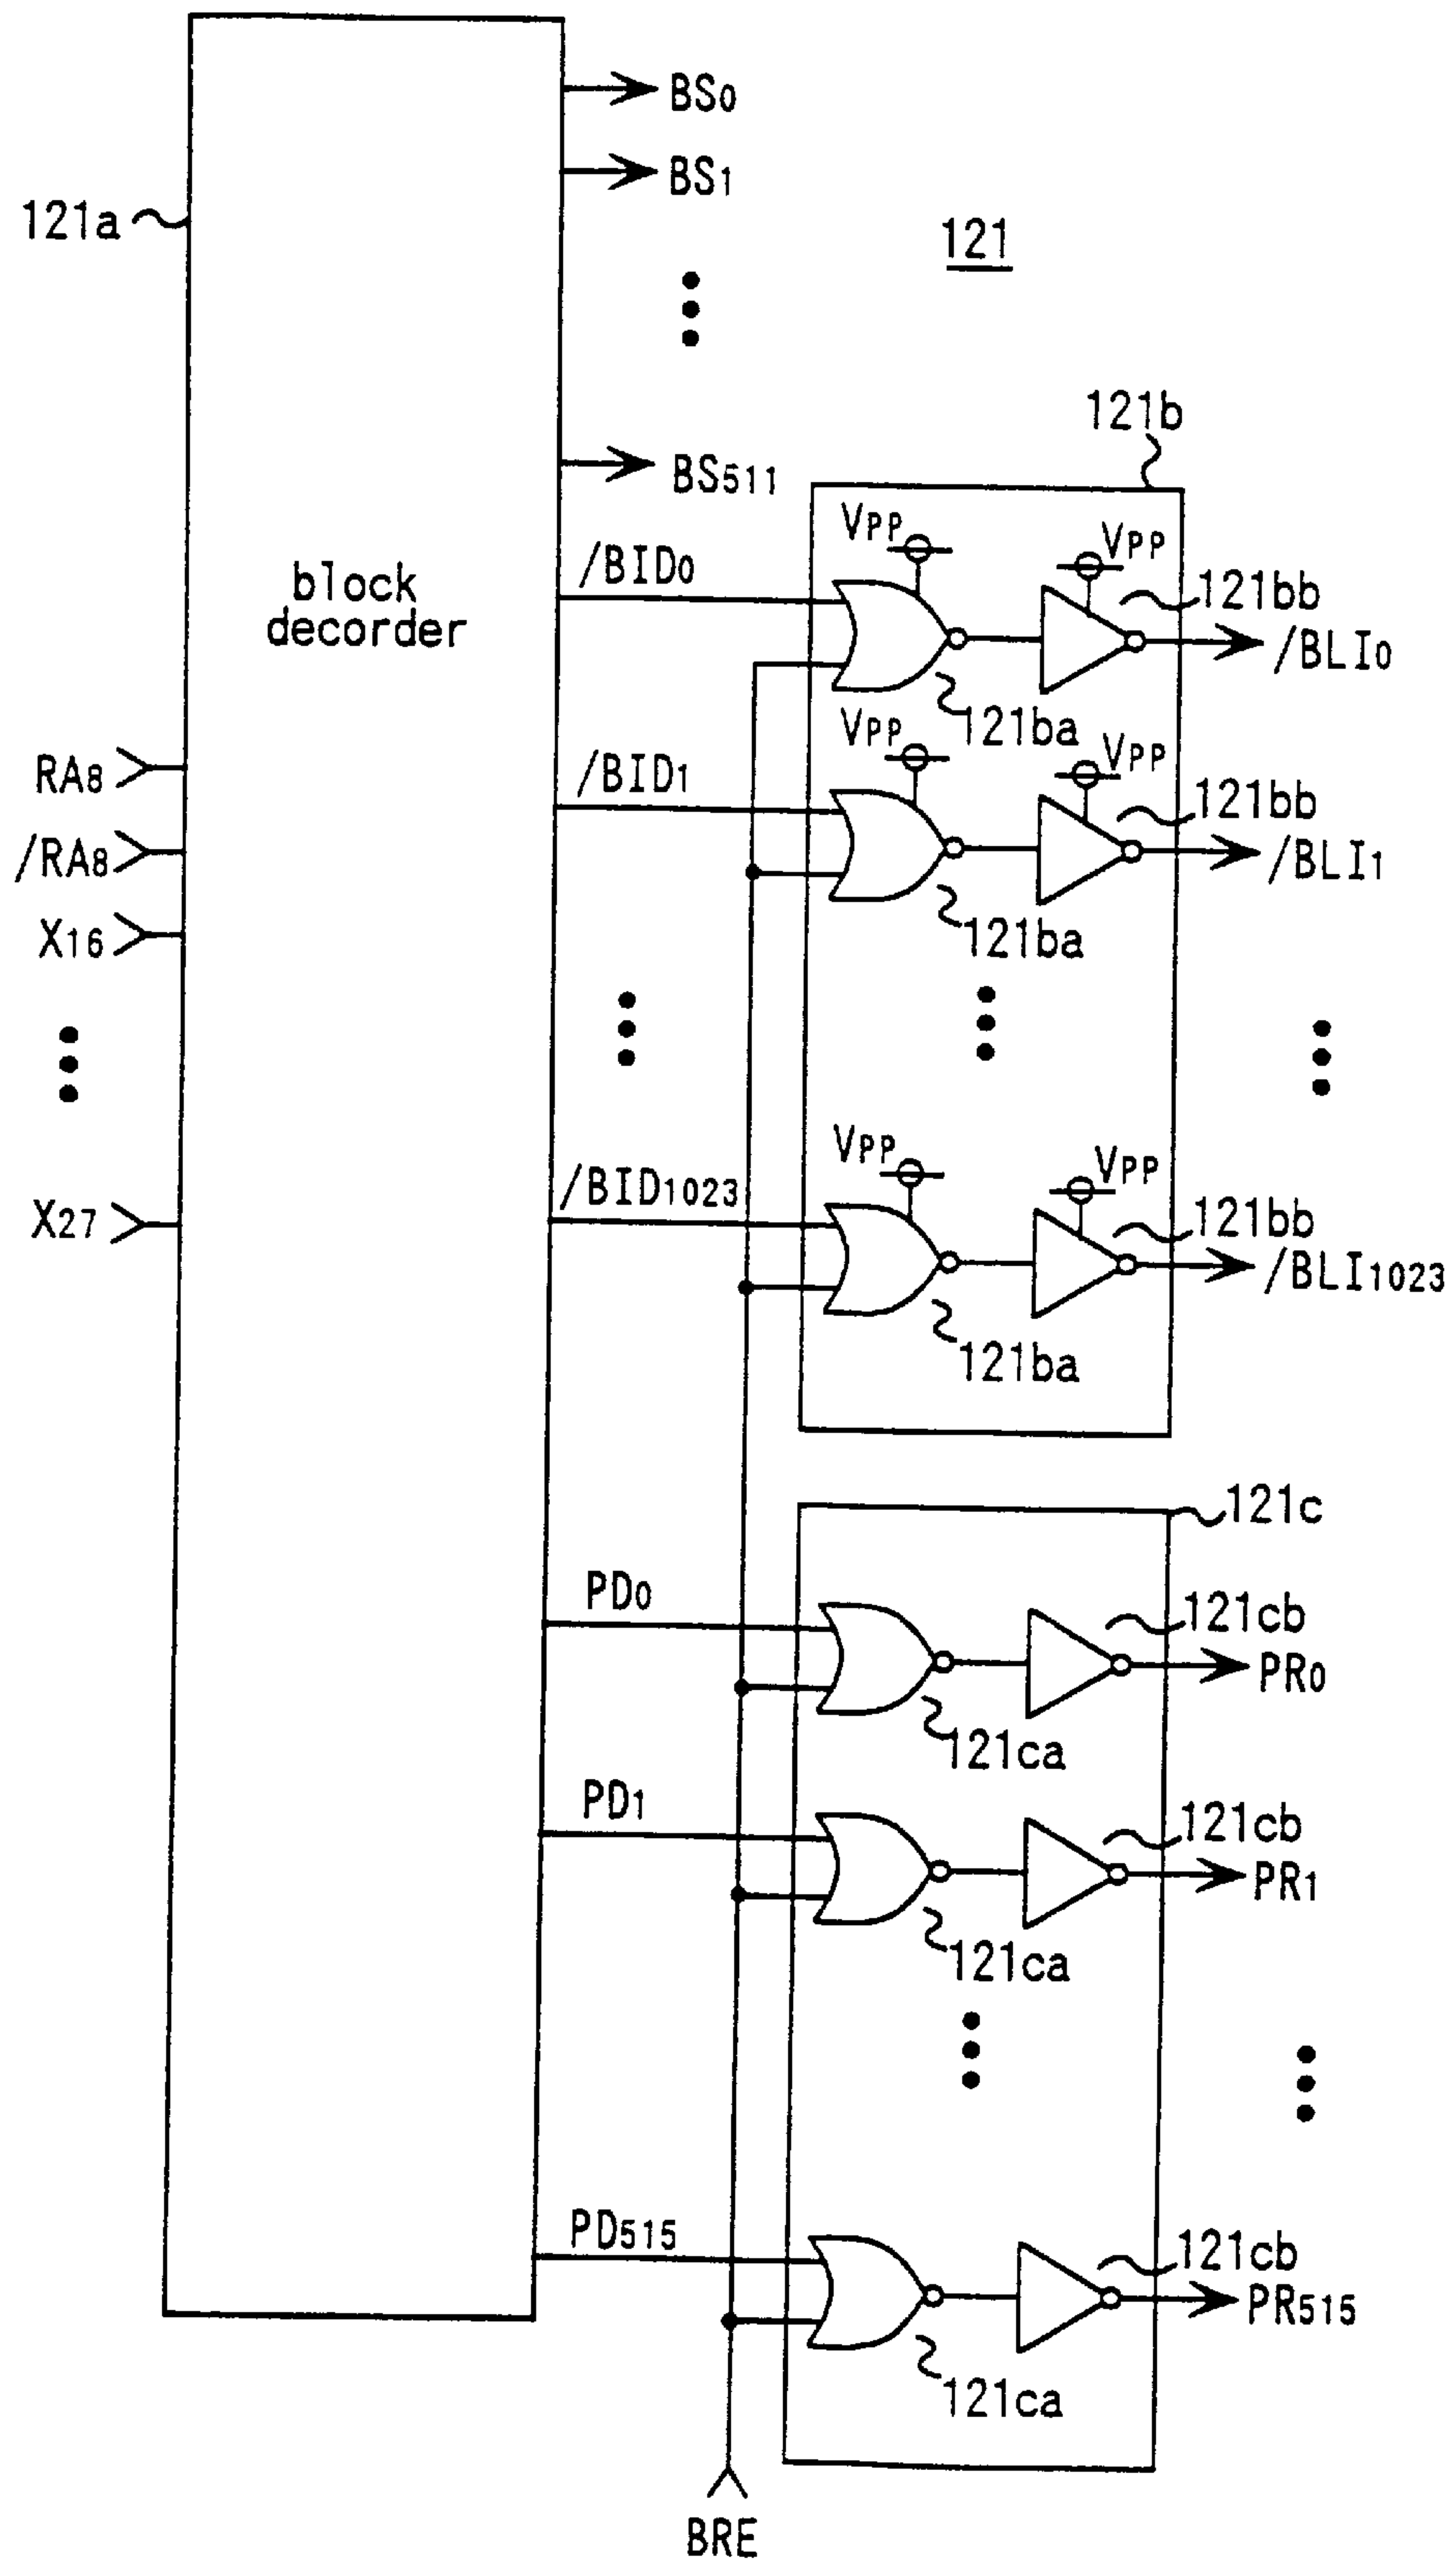 BS0
BS1
121a
121
121b
BS511
VPP
VPP
/BID0
121bb
block
decorder
/BLI0
121ba
VPP
VPP
RA8
/BID1
121bb
/RA8
/BLI1
X16
121ba
VPP
VPP
/BID1023
X27
121bb
/BLI1023
121ba
121c
PD0
121cb
PR0
121ca
PD1
121cb
PR1
121ca
PD515
121cb
PR515
121ca
BRE